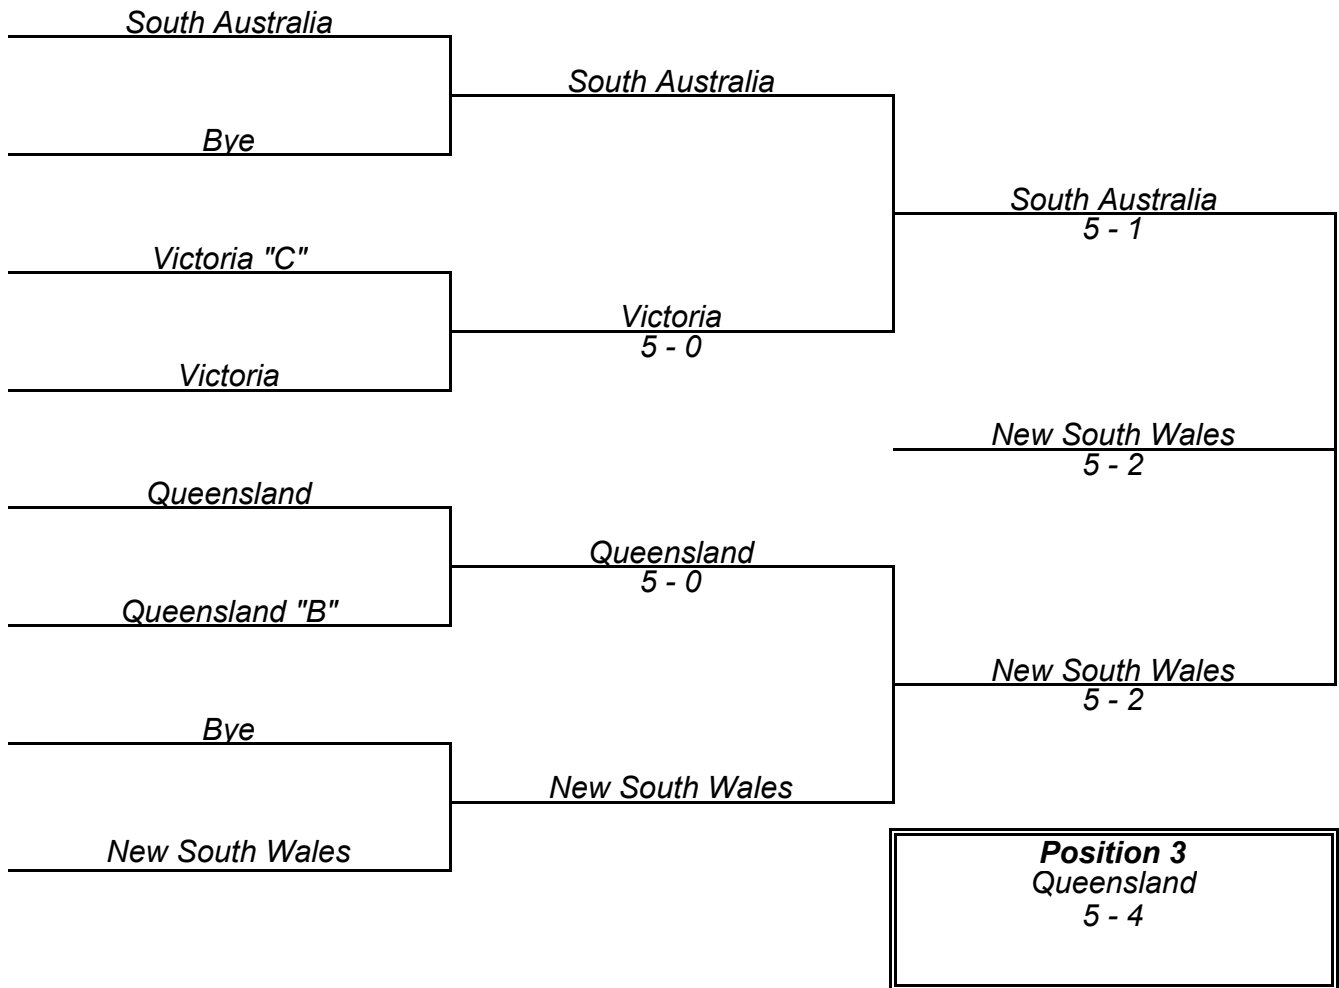 South Australia
South Australia
Bye
South Australia
5 - 1
Victoria "C"
Victoria
5 - 0
Victoria
New South Wales
5 - 2
Queensland
Queensland
5 - 0
Queensland "B"
New South Wales
5 - 2
Bye
New South Wales
New South Wales
Position 3
Queensland
5 - 4